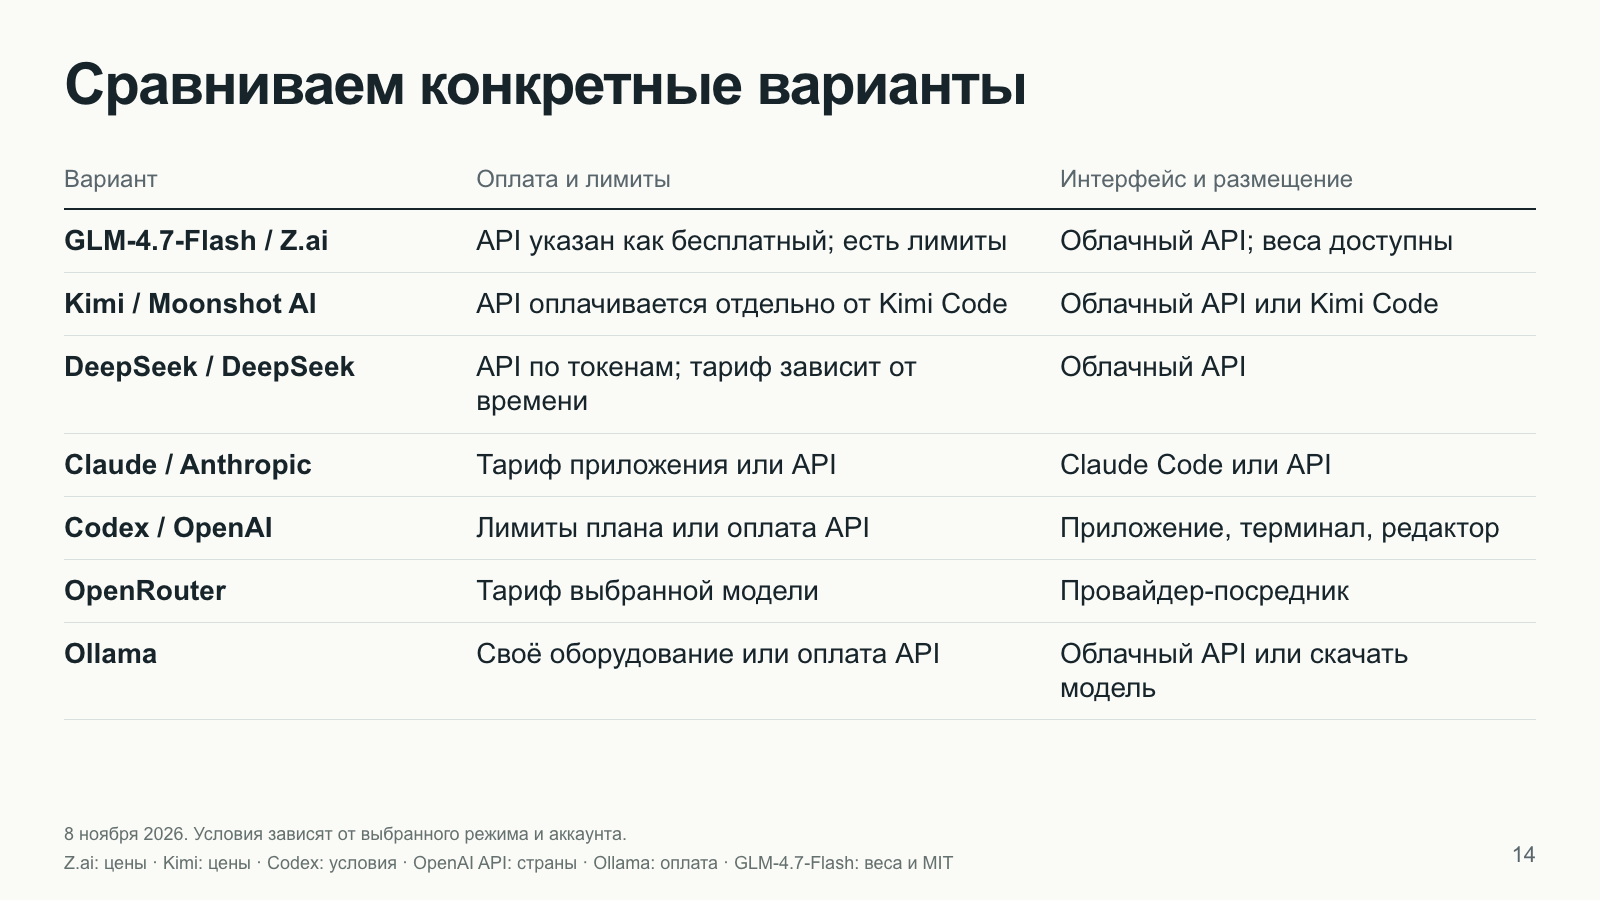 Сравниваем конкретные варианты
Вариант Оплата и лимиты Интерфейс и размещение
GLM-4.7-Flash / Z.ai API указан как бесплатный; есть лимиты Облачный API; веса доступны
Kimi / Moonshot AI API оплачивается отдельно от Kimi Code Облачный API или Kimi Code
DeepSeek / DeepSeek API по токенам; тариф зависит от Облачный API
времени
Claude / Anthropic Тариф приложения или API Claude Code или API
Codex / OpenAI Лимиты плана или оплата API Приложение, терминал, редактор
OpenRouter Тариф выбранной модели Провайдер-посредник
Ollama Своё оборудование или оплата API Облачный API или скачать
модель
8 ноября 2026. Условия зависят от выбранного режима и аккаунта.
Z.ai: цены · Kimi: цены · Codex: условия · OpenAI API: страны · Ollama: оплата · GLM-4.7-Flash: веса и MIT
14